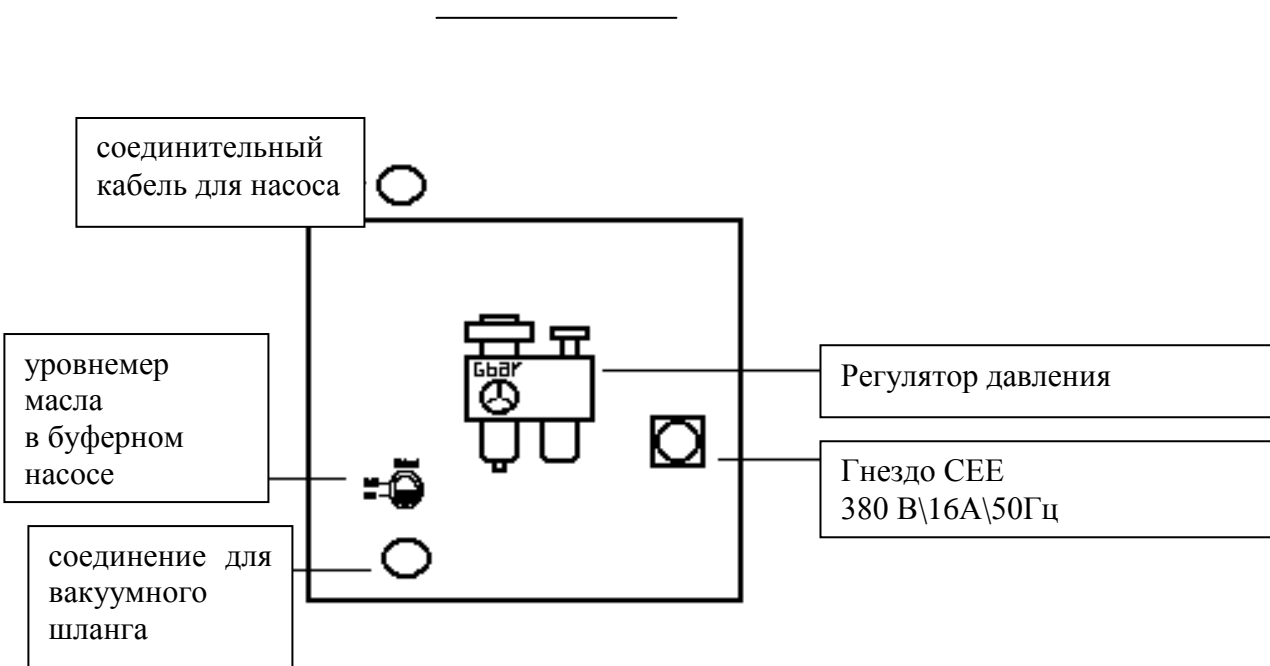 соединительный
кабель для насоса
уровнемер
масла
в буферном
насосе
соединение для
вакуумного
шланга
6bar
Регулятор давления
Гнездо СЕЕ
380 В\16А\50Гц